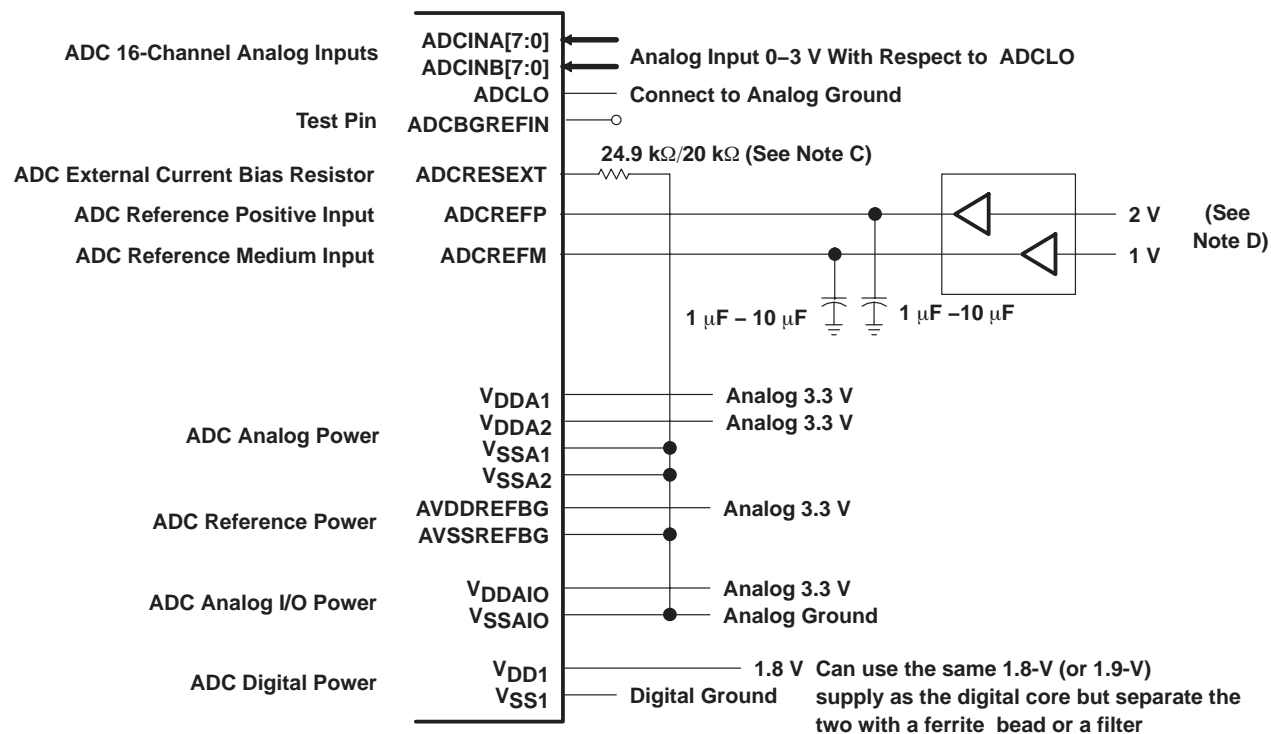 ADC 16-Channel Analog Inputs
ADCINA[7:0]
ADCINB[7:0]
Analog Input 0–3 V With Respect to ADCLO
ADCLO
Connect to Analog Ground
Test Pin
ADCBGREFIN
24.9 kΩ/20 kΩ (See Note C)
ADC External Current Bias Resistor
ADCRESEXT
ADC Reference Positive Input
ADCREFP
2 V
(See
Note D)
ADC Reference Medium Input
ADCREFM
1 V
1 μF – 10 μF
1 μF –10 μF
ADC Analog Power
VDDA1
Analog 3.3 V
VDDA2
Analog 3.3 V
VSSA1
VSSA2
ADC Reference Power
AVDDREFBG
Analog 3.3 V
AVSSREFBG
ADC Analog I/O Power
VDDAIO
Analog 3.3 V
VSSAIO
Analog Ground
ADC Digital Power
VDD1
1.8 V
Can use the same 1.8-V (or 1.9-V)
supply as the digital core but separate the
two with a ferrite bead or a filter
VSS1
Digital Ground